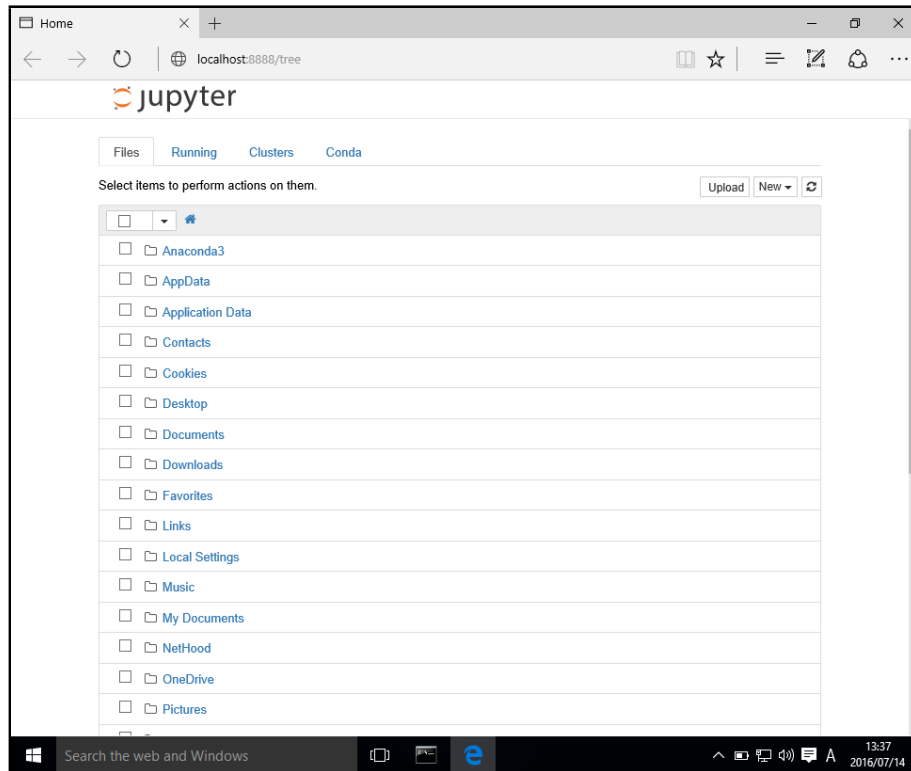 Home
localhost:8888/tree
jupyter
Files Running Clusters Conda
Select items to perform actions on them.
Upload New
Anaconda3
AppData
Application Data
Contacts
Cookies
Desktop
Documents
Downloads
Favorites
Links
Local Settings
Music
My Documents
NetHood
OneDrive
Pictures
Search the web and Windows
A
13:37
2016/07/14